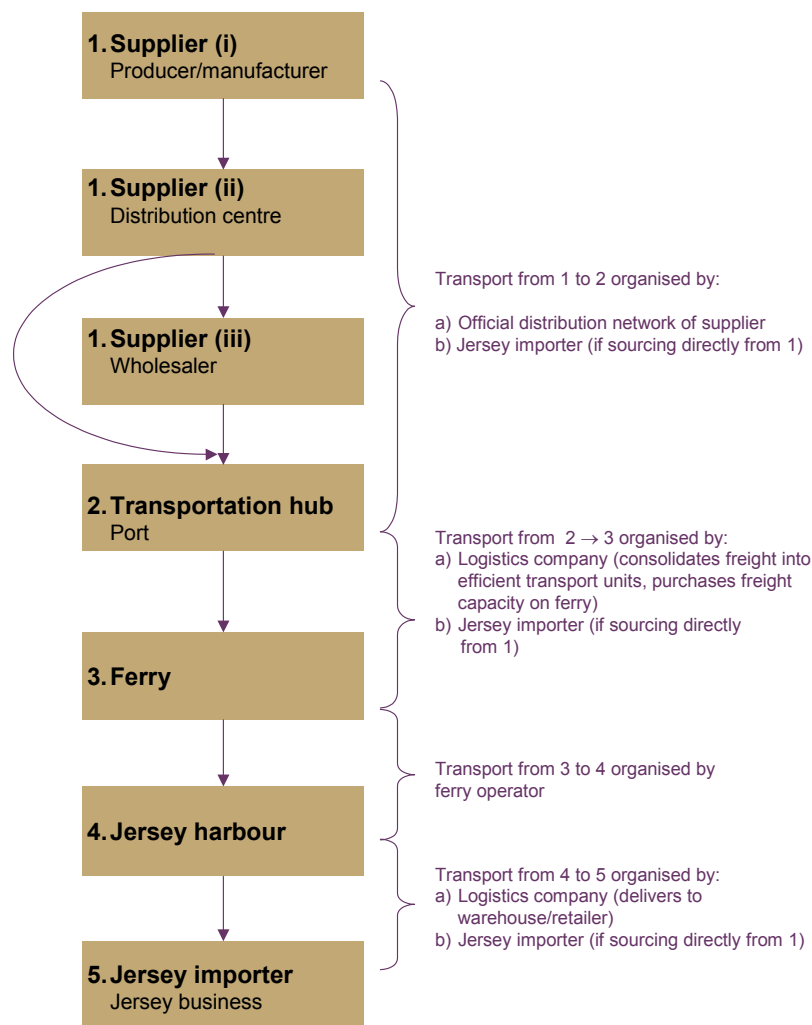 1. Supplier (i)
Producer/manufacturer
1. Supplier (ii)
Distribution centre
Transport from 1 to 2 organised by:
a) Official distribution network of supplier
b) Jersey importer (if sourcing directly from 1)
1. Supplier (iii)
Wholesaler
2. Transportation hub
Port
Transport from 2 → 3 organised by:
a) Logistics company (consolidates freight into
efficient transport units, purchases freight
capacity on ferry)
b) Jersey importer (if sourcing directly
from 1)
3. Ferry
Transport from 3 to 4 organised by
ferry operator
4. Jersey harbour
Transport from 4 to 5 organised by:
a) Logistics company (delivers to
warehouse/retailer)
b) Jersey importer (if sourcing directly from 1)
5. Jersey importer
Jersey business